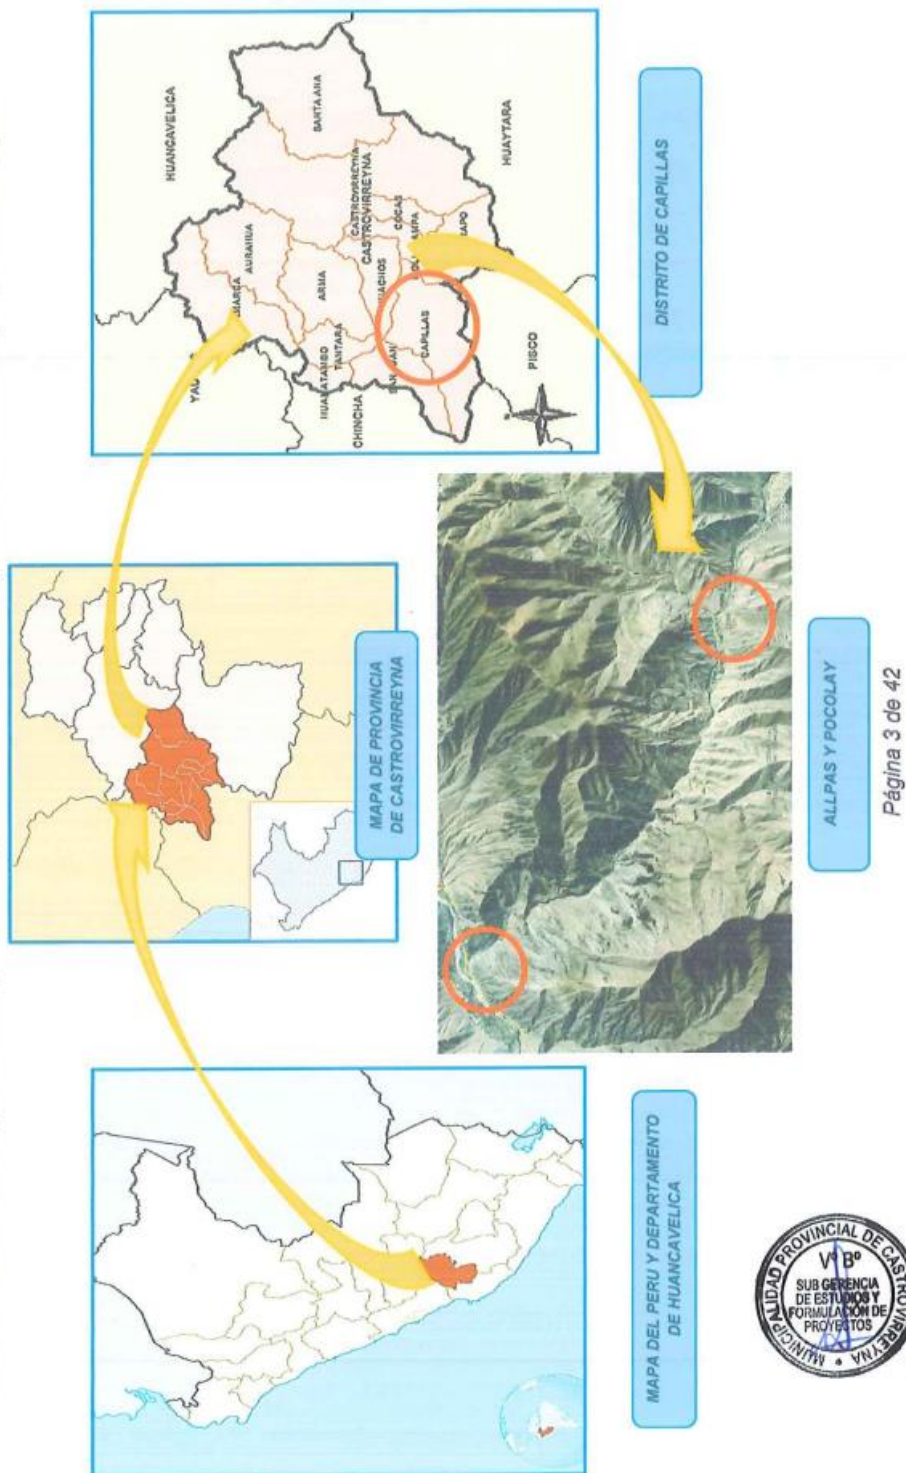 MAPA DEL PERU Y DEPARTAMENTO
DE HUANCAVELICA
MAPA DE PROVINCIA
DE CASTROVIRREYNA
HUANCAVELICA
SANTA ANA
AURAHUA
CASTROVIRREYNA
CASTROVIRREYNA
COCAS
ARMA
TANTARA
HUAMATAMBO
CHINCHA
CAPILLAS
HUAYTARA
PISCO
DISTRITO DE CAPILLAS
ALLPAS Y POCOLAY
Página 3 de 42
MUNICIPALIDAD PROVINCIAL DE CASTROVIRREYNA
Vº Bº
SUB GERENCIA
DE ESTUDIOS Y
FORMULACIÓN DE
PROYECTOS